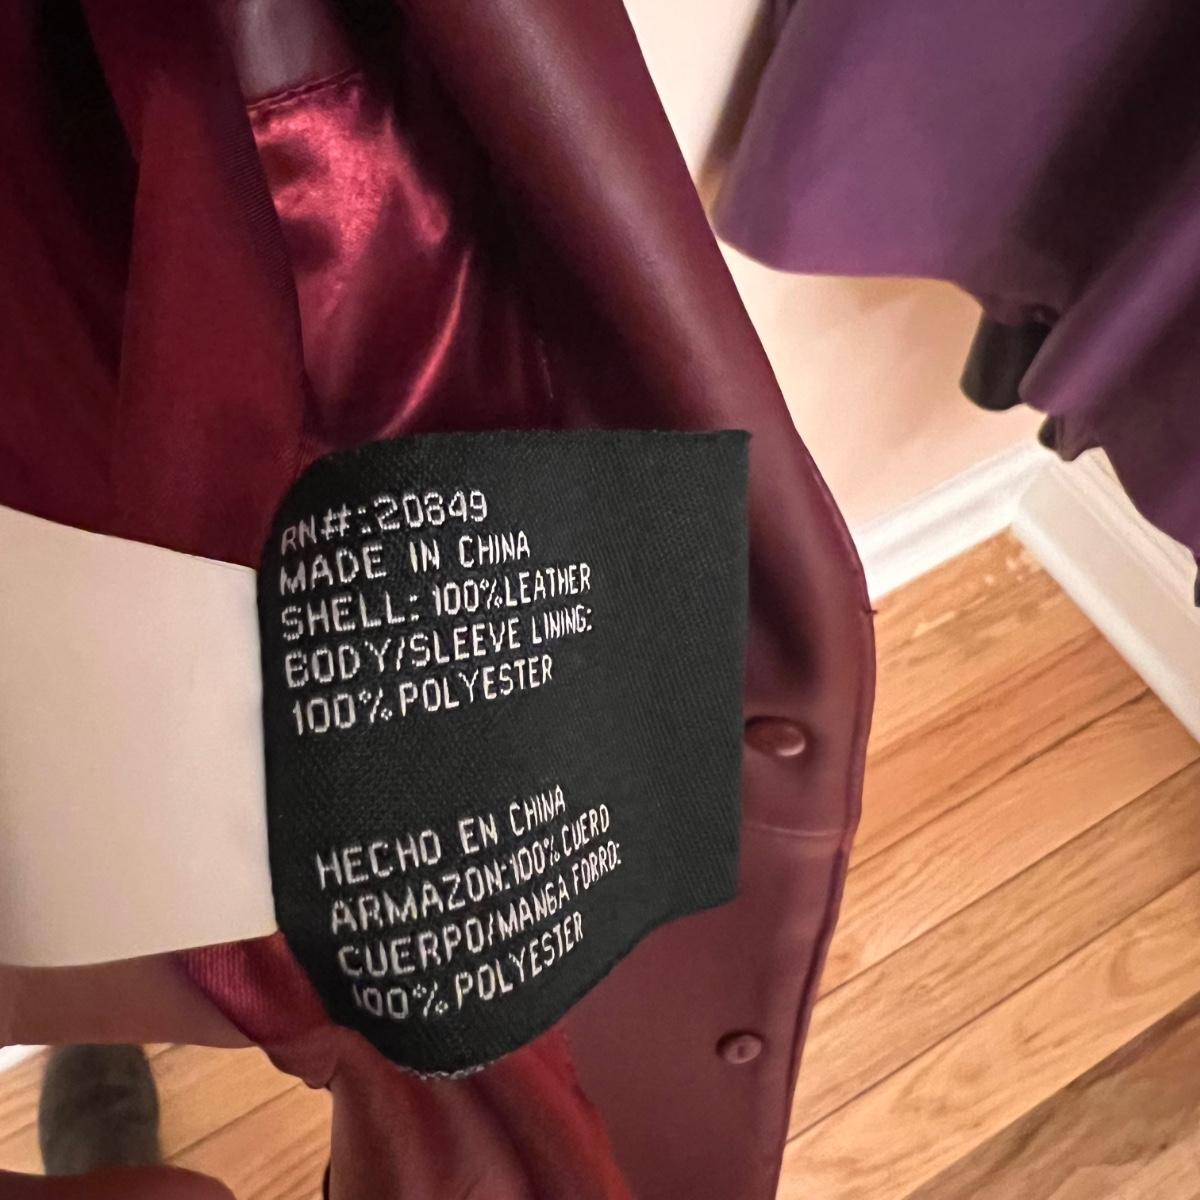 RN#:20649
MADE IN CHINA
SHELL: 100%LEATHER
BODY/SLEEVE LINING:
100% POLYESTER
HECHO EN CHINA
ARMAZON:100% CUERO
CUERPO/MANGA FORRO:
100% POLYESTER